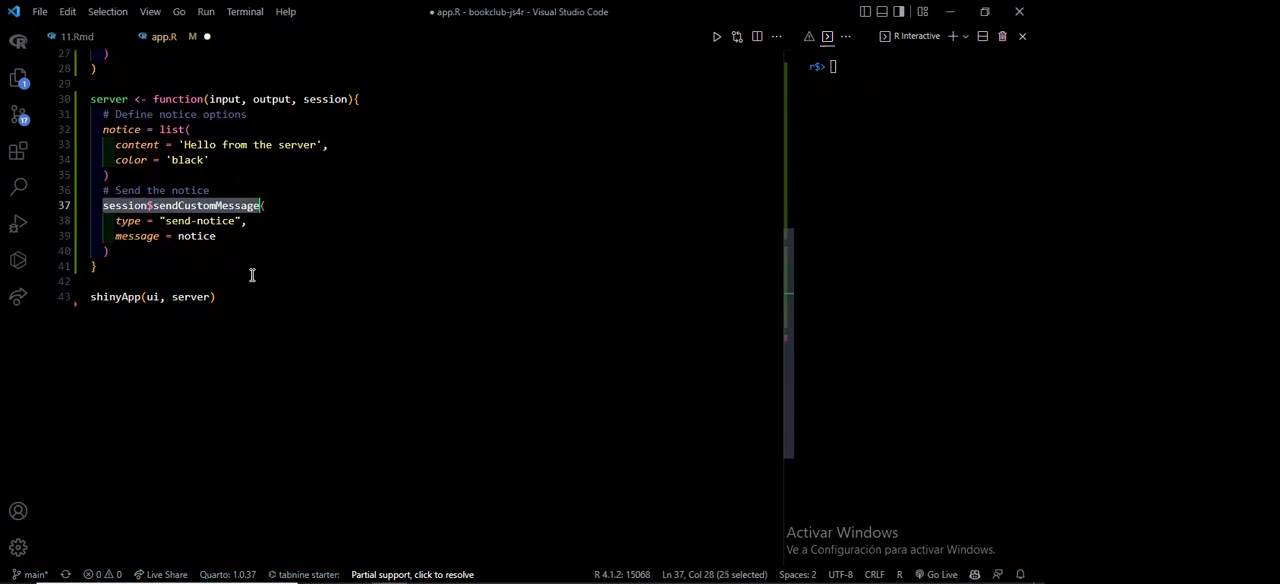 File Edit Selection View Go Run Terminal Help
● app.R - bookclub-js4r - Visual Studio Code
11.Rmd
app.R M ●
R Interactive
r$>
27 )
28 )
29
30 server <- function(input, output, session){
31 # Define notice options
32 notice = list(
33 content = 'Hello from the server',
34 color = 'black'
35 )
36 # Send the notice
37 session$sendCustomMessage(
38 type = "send-notice",
39 message = notice
40 )
41 }
42
43 shinyApp(ui, server)
1
17
Activar Windows
Ve a Configuración para activar Windows.
main* 0 0 Live Share Quarto: 1.0.37 tabnine starter: Partial support, click to resolve R 4.1.2: 15068 Ln 37, Col 28 (25 selected) Spaces: 2 UTF-8 CRLF R Go Live